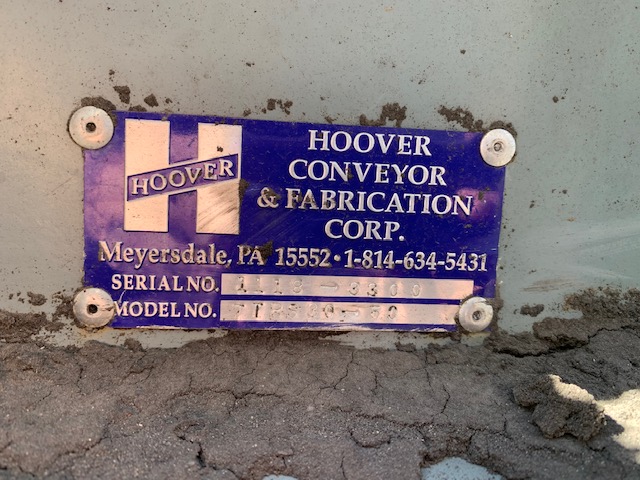 HOOVER
HOOVER
CONVEYOR
& FABRICATION
CORP.
Meyersdale, PA 15552 • 1-814-634-5431
SERIAL NO.
MODEL NO.